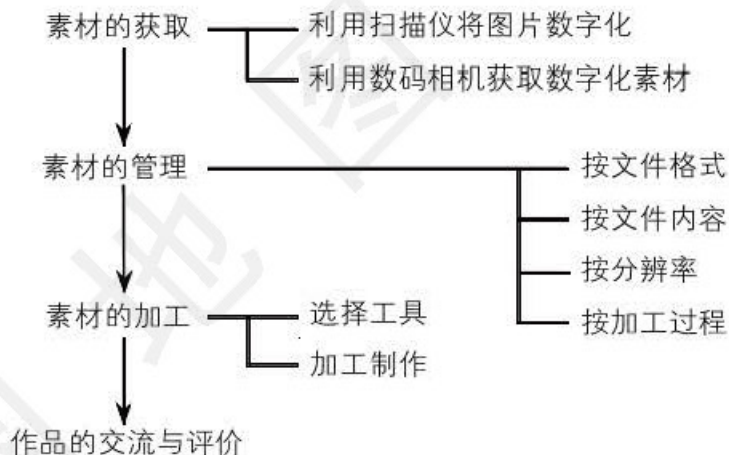 素材的获取
利用扫描仪将图片数字化
利用数码相机获取数字化素材
素材的管理
按文件格式
按文件内容
按分辨率
按加工过程
素材的加工
选择工具
加工制作
作品的交流与评价
地图